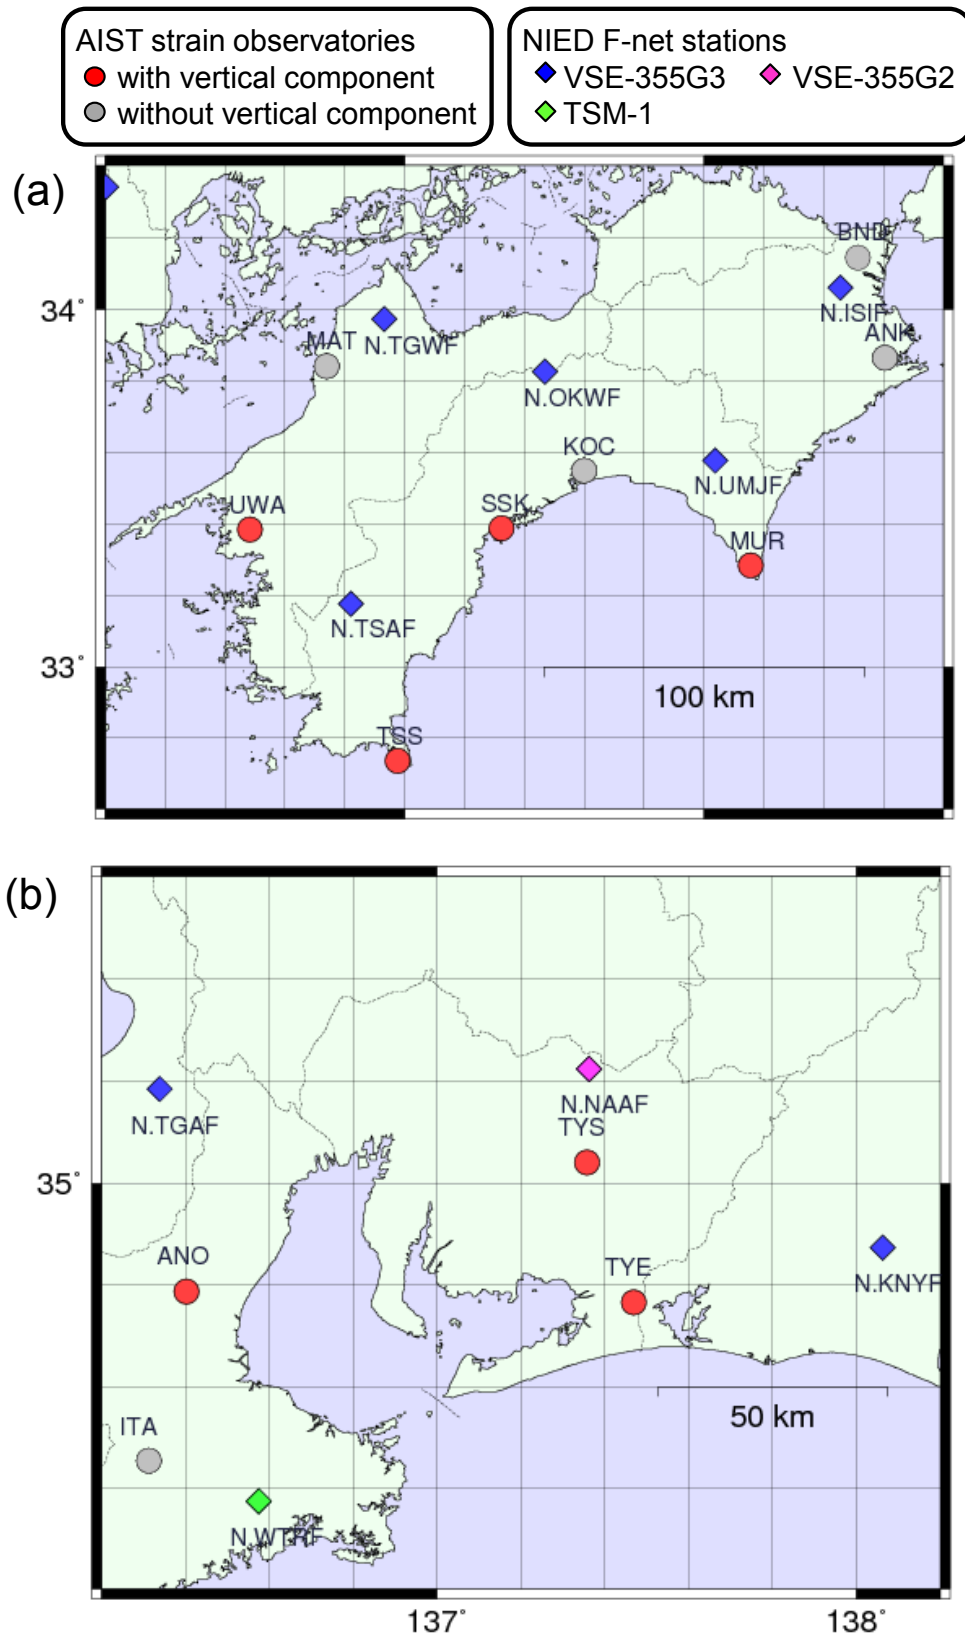 AIST strain observatories
with vertical component
without vertical component
NIED F-net stations
VSE-355G3 VSE-355G2
TSM-1
(a)
BND
34°
N.ISIF
MAT N.TGWF
ANK
N.OKWF
KOC
N.UMJF
UWA
SSK
MUR
N.TSAF
33°
100 km
TSS
(b)
N.NAAF
N.TGAF
TYS
35°
ANO
TYE
N.KNYF
50 km
ITA
N.WTRF
137° 138°